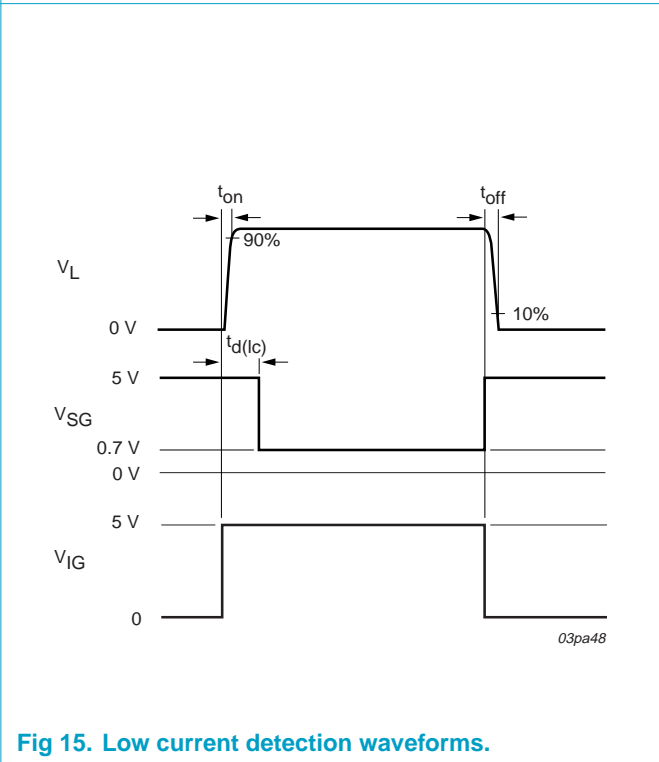 ton toff
90%
VL
10%
0 V
td(lc)
5 V
VSG
0.7 V
0 V
5 V
VIG
0
03pa48
Fig 15. Low current detection waveforms.